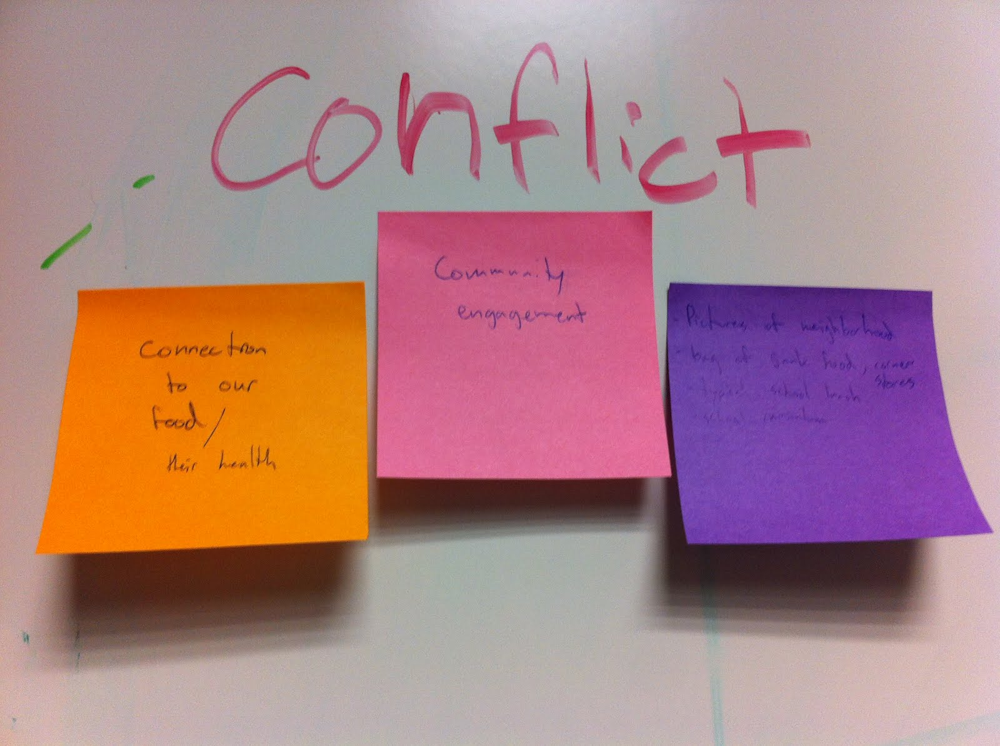 Conflict
Connection
to our
food/
their health
Community
engagement
- Pictures of neighborhood
- bag of junk food, corner
stores
- typical school lunch
- school